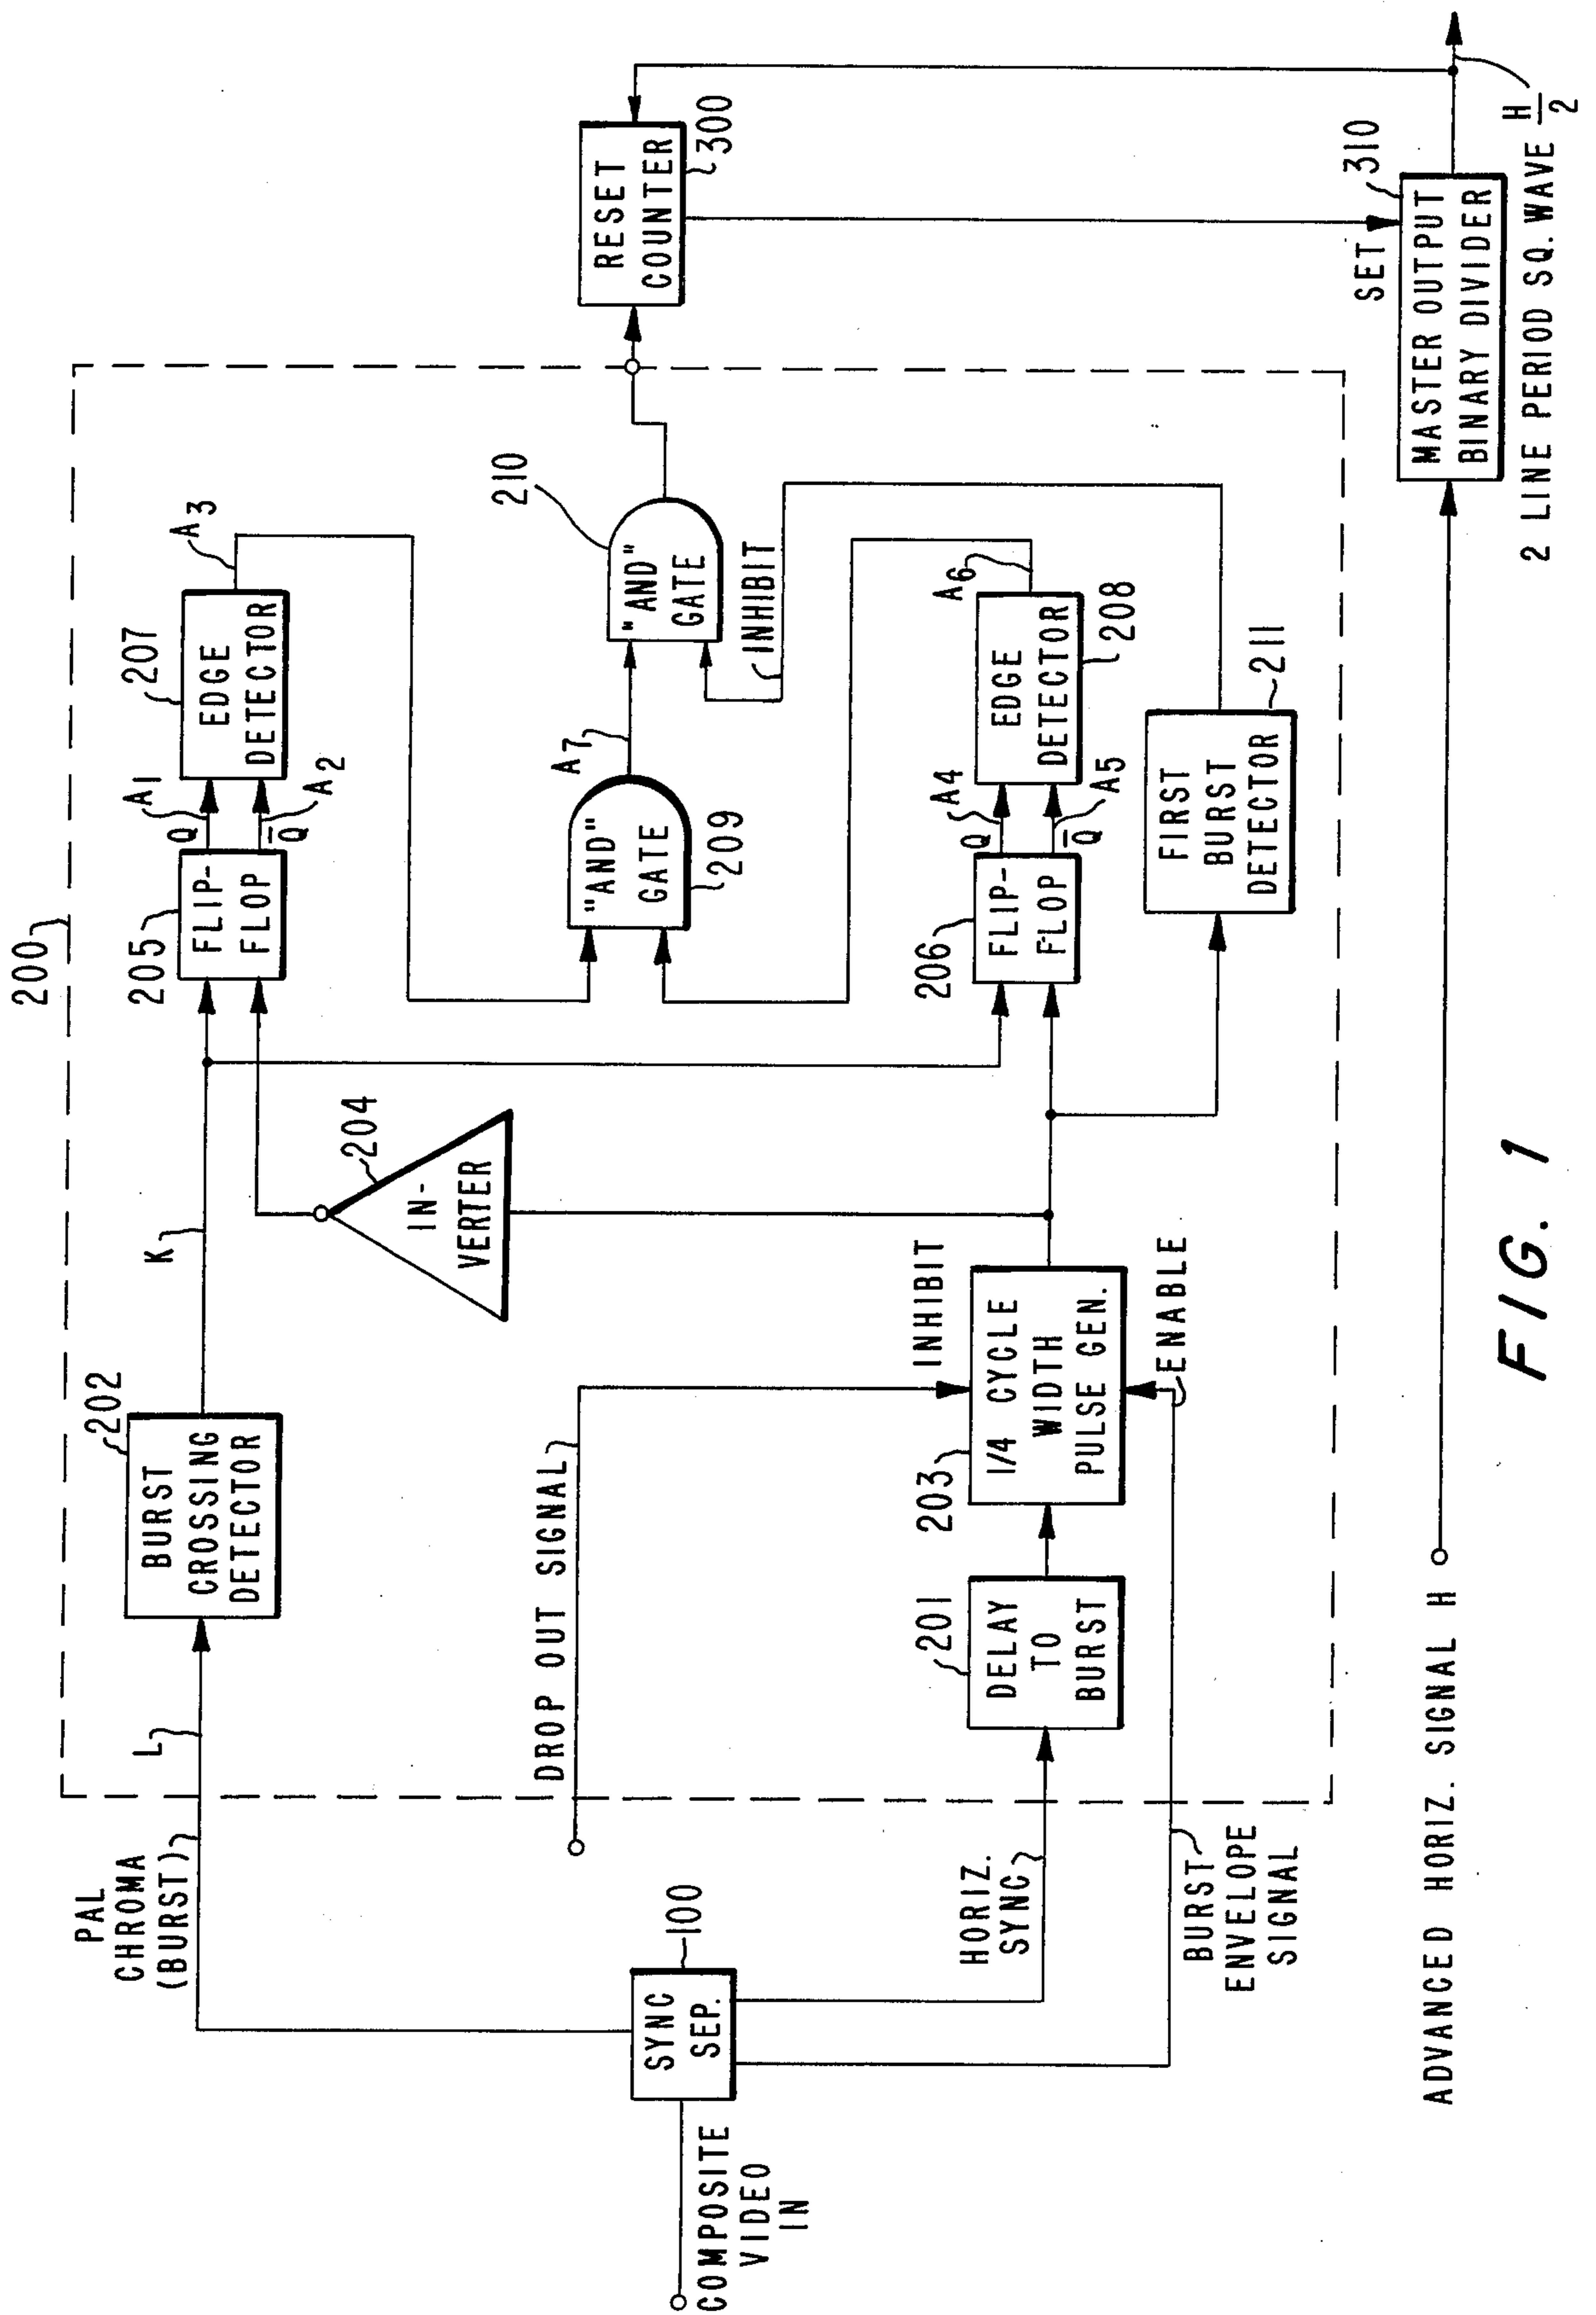 200
PAL
CHROMA
(BURST)
L
202
BURST
CROSSING
DETECTOR
K
205
FLIP-
FLOP
Q
A1
Q̅
A2
207
EDGE
DETECTOR
A3
204
IN-
VERTER
DROP OUT SIGNAL
COMPOSITE
VIDEO
IN
SYNC
SEP.
100
"AND"
GATE
209
A7
210
"AND"
GATE
INHIBIT
RESET
COUNTER
300
HORIZ.
SYNC
201
DELAY
TO
BURST
203
1/4 CYCLE
WIDTH
PULSE GEN.
INHIBIT
ENABLE
206
FLIP-
FLOP
Q
A4
Q̅
A5
EDGE
DETECTOR
208
A6
BURST
ENVELOPE
SIGNAL
FIRST
BURST
DETECTOR
211
ADVANCED HORIZ. SIGNAL H
SET
310
MASTER OUTPUT
BINARY DIVIDER
2 LINE PERIOD SQ. WAVE H/2
FIG. 1